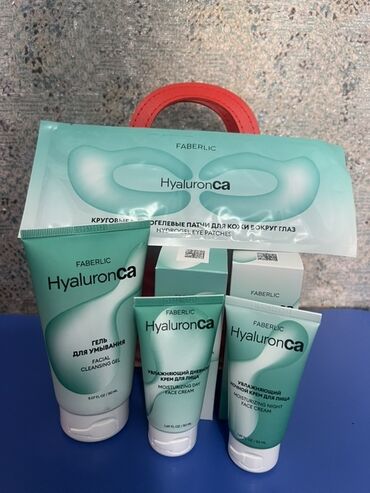 FABERLIC
Hyaluronca
КРУГОВЫЕ ГИДРОГЕЛЕВЫЕ ПАТЧИ ДЛЯ КОЖИ ВОКРУГ ГЛАЗ
HYDROGEL EYE PATCHES
FABERLIC
Hyaluronca
ГЕЛЬ
ДЛЯ УМЫВАНИЯ
FACIAL
CLEANSING GEL
FABERLIC
Hyaluronca
УВЛАЖНЯЮЩИЙ ДНЕВНОЙ
КРЕМ ДЛЯ ЛИЦА
MOISTURIZING DAY
FACE CREAM
FABERLIC
FABERLIC
Hyaluronca
УВЛАЖНЯЮЩИЙ
НОЧНОЙ КРЕМ ДЛЯ ЛИЦА
MOISTURIZING NIGHT
FACE CREAM